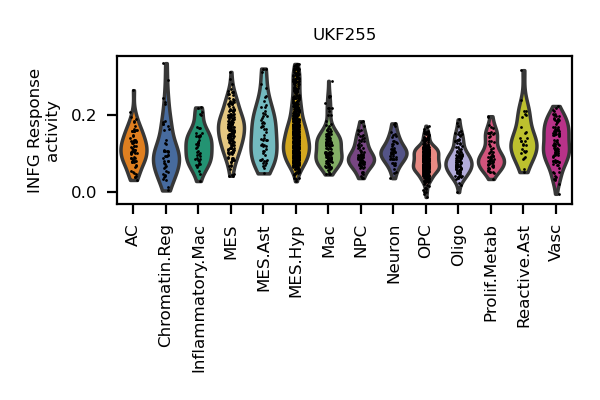 UKF255
INFG Response
activity
0.2
0.0
AC
Chromatin.Reg
Inflammatory.Mac
MES
MES.Ast
MES.Hyp
Mac
NPC
Neuron
OPC
Oligo
Prolif.Metab
Reactive.Ast
Vasc